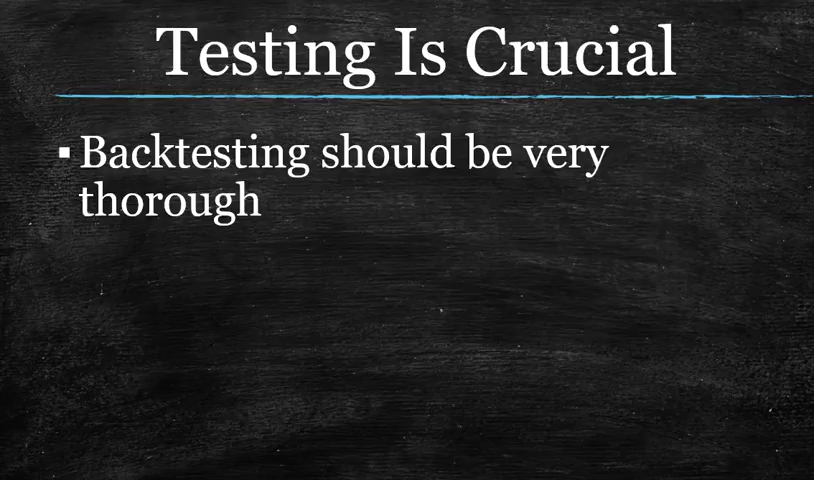 Testing Is Crucial
▪ Backtesting should be very
thorough